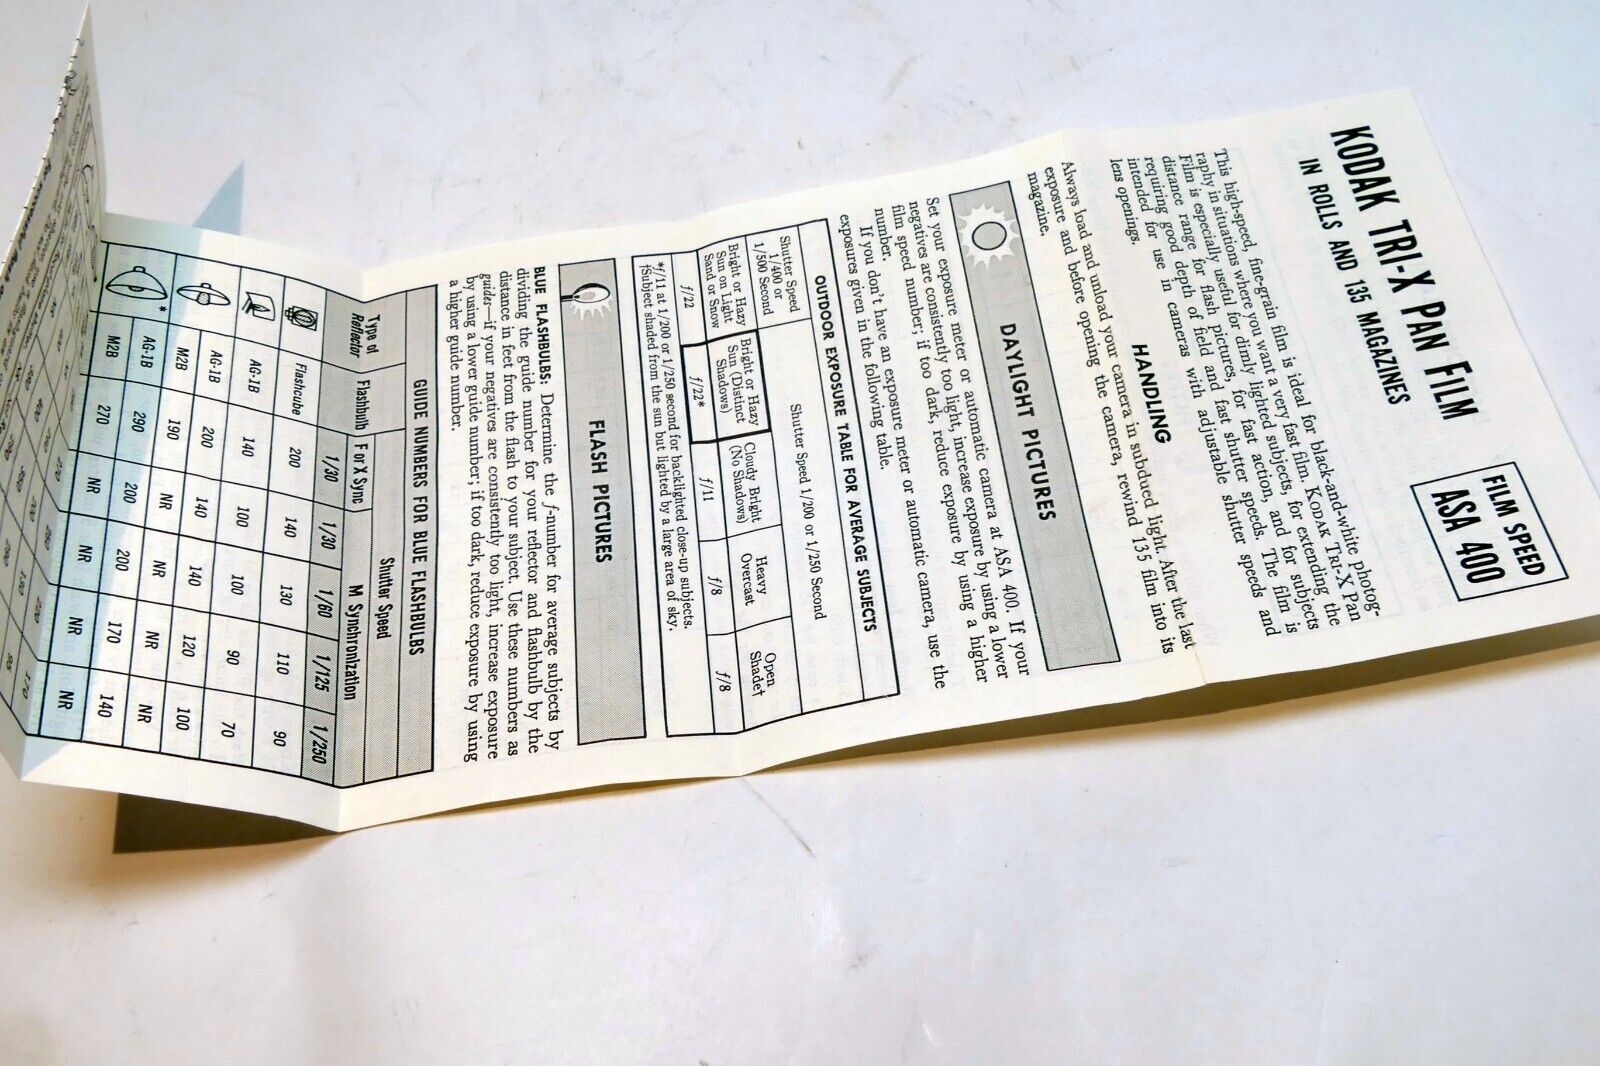 KODAK TRI-X PAN FILM
IN ROLLS AND 135 MAGAZINES
FILM SPEED
ASA 400
This high-speed, fine-grain film is ideal for black-and-white photog-
raphy in situations where you want a very fast film. KODAK TRI-X Pan
Film is especially useful for dimly lighted subjects, for extending the
distance range for flash pictures, for fast action, and for subjects
requiring good depth of field and fast shutter speeds. The film is
intended for use in cameras with adjustable shutter speeds and
lens openings.
HANDLING
Always load and unload your camera in subdued light. After the last
exposure and before opening the camera, rewind 135 film into its
magazine.
DAYLIGHT PICTURES
Set your exposure meter or automatic camera at ASA 400. If your
negatives are consistently too light, increase exposure by using a lower
film speed number; if too dark, reduce exposure by using a higher
number.
If you don't have an exposure meter or automatic camera, use the
exposures given in the following table.
OUTDOOR EXPOSURE TABLE FOR AVERAGE SUBJECTS
Shutter Speed
1/400 or
1/500 Second
Shutter Speed 1/200 or 1/250 Second
Bright or Hazy
Sun on Light
Sand or Snow
Bright or Hazy
Sun (Distinct
Shadows)
Cloudy Bright
(No Shadows)
Heavy
Overcast
Open
Shade†
f/22 f/22* f/11 f/8 f/8
*f/11 at 1/200 or 1/250 second for backlighted close-up subjects.
†Subject shaded from the sun but lighted by a large area of sky.
FLASH PICTURES
BLUE FLASHBULBS: Determine the f-number for average subjects by
dividing the guide number for your reflector and flashbulb by the
distance in feet from the flash to your subject. Use these numbers as
guides—if your negatives are consistently too light, increase exposure
by using a lower guide number; if too dark, reduce exposure by using
a higher guide number.
GUIDE NUMBERS FOR BLUE FLASHBULBS
Type of
Reflector
Flashbulb
Shutter Speed
F or X Sync
M Synchronization
1/30 1/30 1/60 1/125 1/250
Flashcube 200 140 130 110 90
AG-1B 140 100 100 90 70
AG-1B 200 140 140 120 100
M2B 190 NR NR NR NR
* AG-1B 290 200 200 170 140
M2B 270 NR NR NR NR